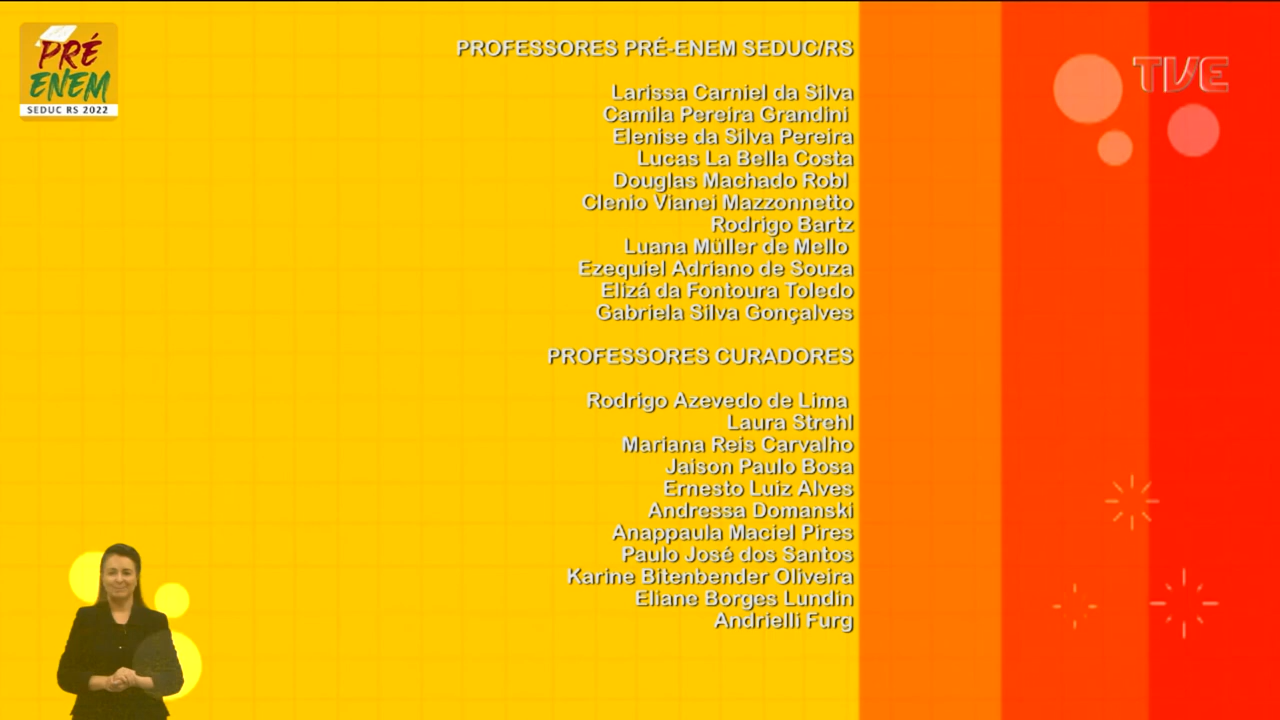 PRÉ
ENEM
SEDUC RS 2022
TVE
PROFESSORES PRÉ-ENEM SEDUC/RS
Larissa Carniel da Silva
Camila Pereira Grandini
Elenise da Silva Pereira
Lucas La Bella Costa
Douglas Machado Robl
Clenio Vianei Mazzonnetto
Rodrigo Bartz
Luana Müller de Mello
Ezequiel Adriano de Souza
Elizá da Fontoura Toledo
Gabriela Silva Gonçalves
PROFESSORES CURADORES
Rodrigo Azevedo de Lima
Laura Strehl
Mariana Reis Carvalho
Jaison Paulo Bosa
Ernesto Luiz Alves
Andressa Domanski
Anappaula Maciel Pires
Paulo José dos Santos
Karine Bitenbender Oliveira
Eliane Borges Lundin
Andrielli Furg